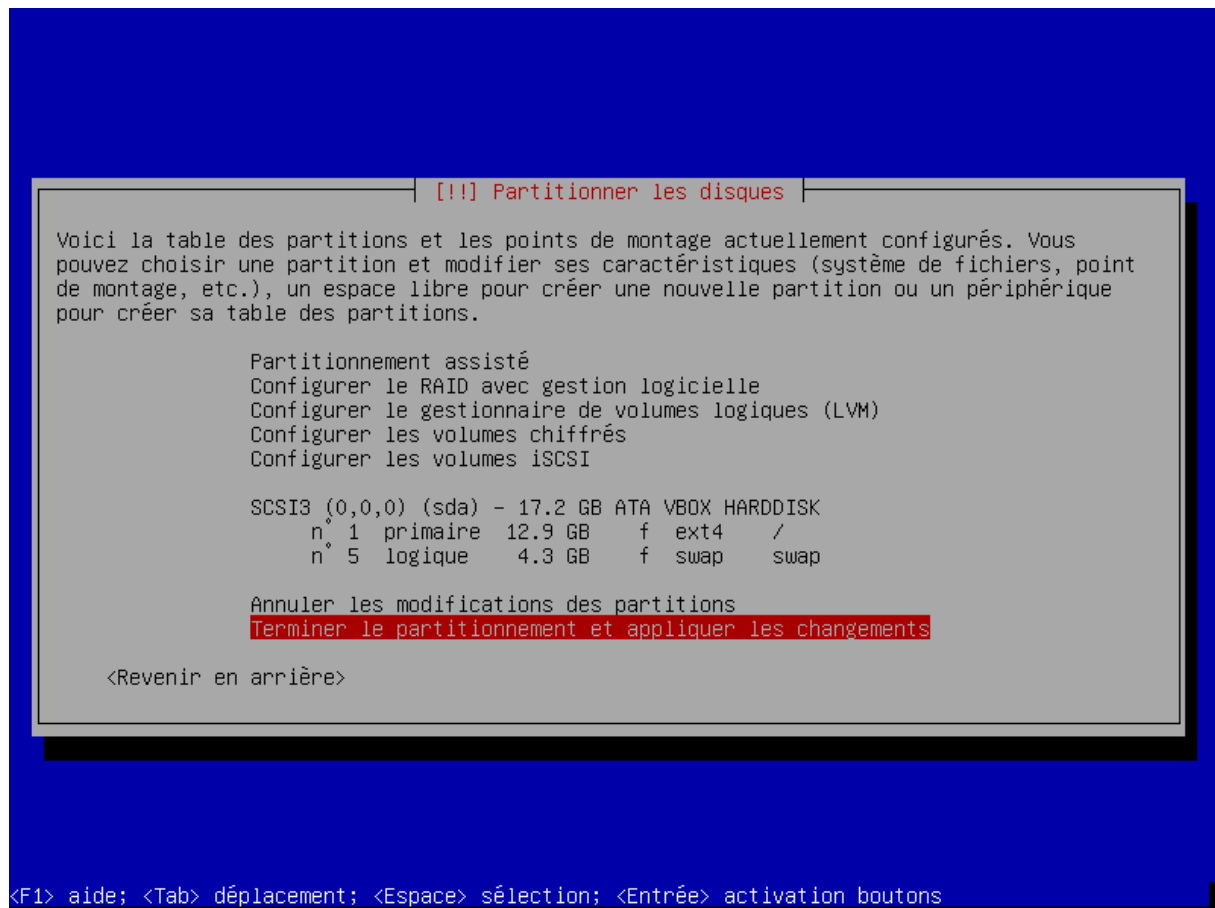 [!!] Partitionner les disques
Voici la table des partitions et les points de montage actuellement configurés. Vous
pouvez choisir une partition et modifier ses caractéristiques (système de fichiers, point
de montage, etc.), un espace libre pour créer une nouvelle partition ou un périphérique
pour créer sa table des partitions.
Partitionnement assisté
Configurer le RAID avec gestion logicielle
Configurer le gestionnaire de volumes logiques (LVM)
Configurer les volumes chiffrés
Configurer les volumes iSCSI
SCSI3 (0,0,0) (sda) - 17.2 GB ATA VBOX HARDDISK
n° 1 primaire 12.9 GB f ext4 /
n° 5 logique 4.3 GB f swap swap
Annuler les modifications des partitions
Terminer le partitionnement et appliquer les changements
<Revenir en arrière>
<F1> aide; <Tab> déplacement; <Espace> sélection; <Entrée> activation boutons